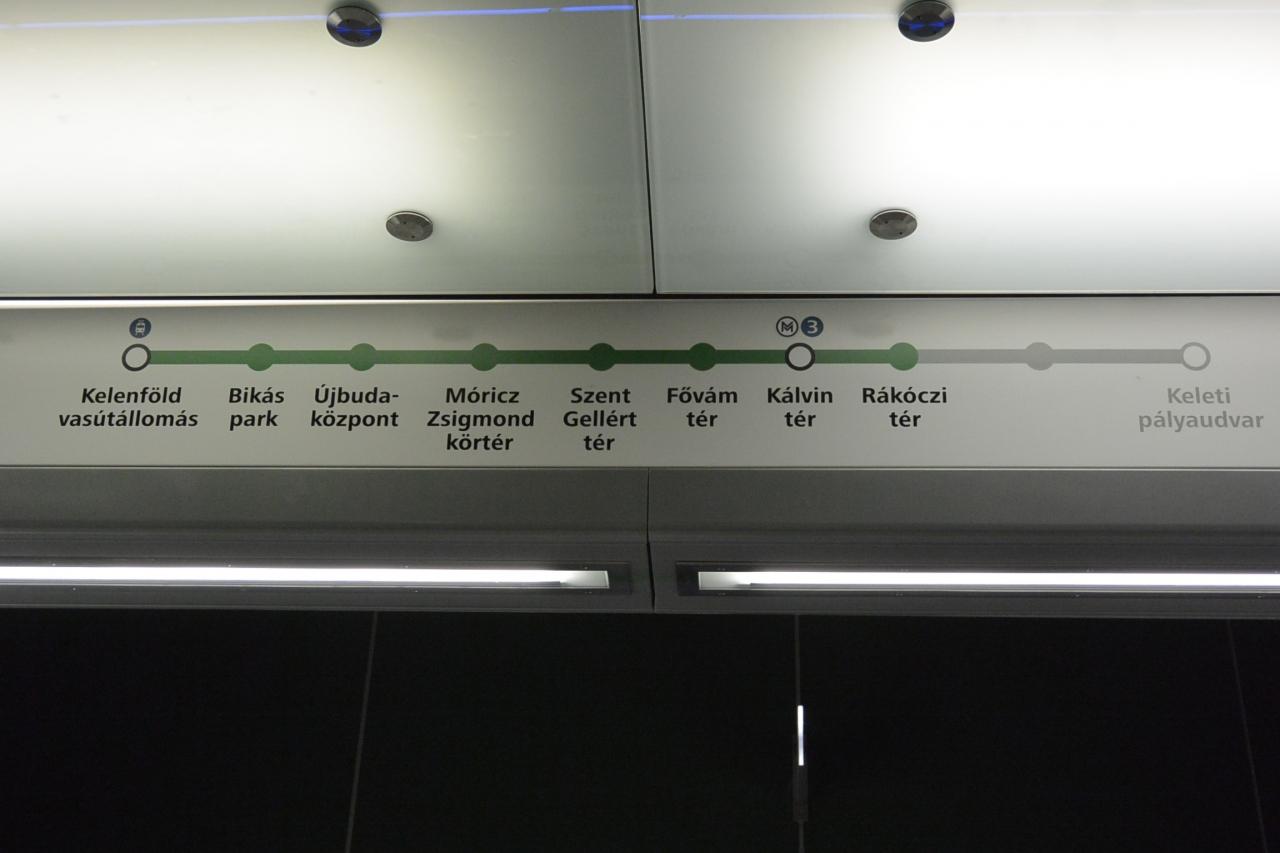 M 3
Kelenföld
vasútállomás
Bikás
park
Újbuda-
központ
Móricz
Zsigmond
körtér
Szent
Gellért
tér
Fővám
tér
Kálvin
tér
Rákóczi
tér
Keleti
pályaudvar